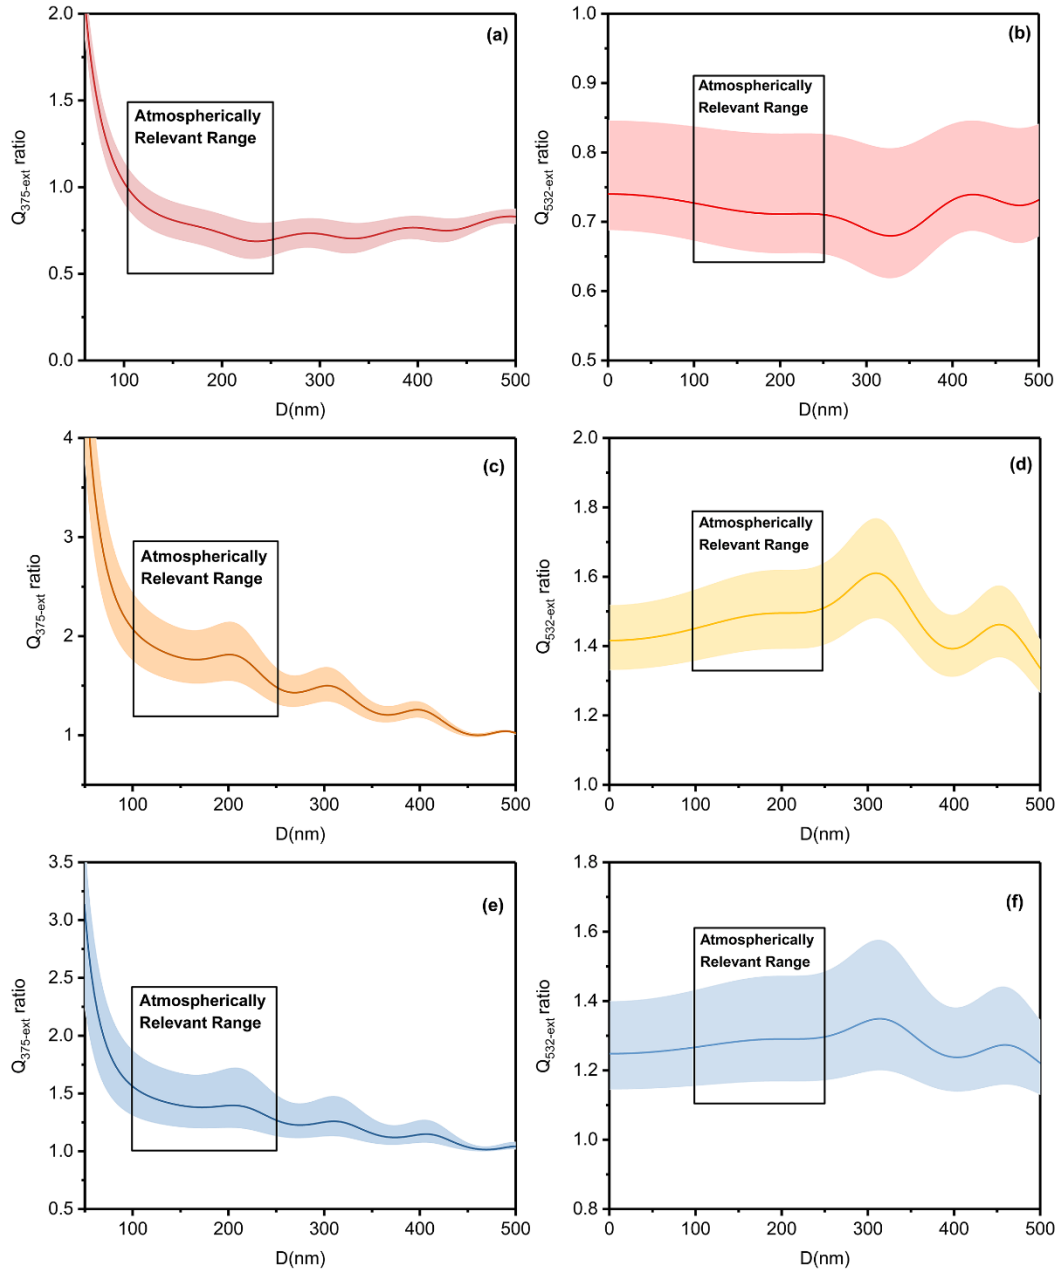 (a)
Atmospherically
Relevant Range
2.0
1.5
1.0
0.5
0.0
Q375-ext ratio
100
200
300
400
500
D(nm)
(b)
Atmospherically
Relevant Range
1.0
0.9
0.8
0.7
0.6
0.5
Q532-ext ratio
0
100
200
300
400
500
D(nm)
(c)
Atmospherically
Relevant Range
4
3
2
1
Q375-ext ratio
100
200
300
400
500
D(nm)
(d)
Atmospherically
Relevant Range
2.0
1.8
1.6
1.4
1.2
1.0
Q532-ext ratio
0
100
200
300
400
500
D(nm)
(e)
Atmospherically
Relevant Range
3.5
3.0
2.5
2.0
1.5
1.0
0.5
Q375-ext ratio
100
200
300
400
500
D(nm)
(f)
Atmospherically
Relevant Range
1.8
1.6
1.4
1.2
1.0
0.8
Q532-ext ratio
0
100
200
300
400
500
D(nm)